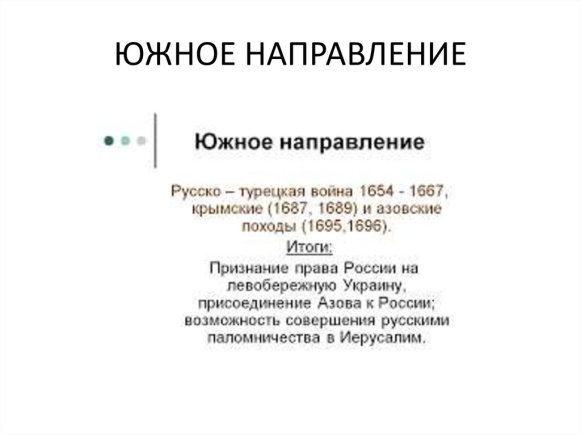 ЮЖНОЕ НАПРАВЛЕНИЕ
Южное направление
Русско – турецкая война 1654 - 1667,
крымские (1687, 1689) и азовские
походы (1695,1696).
Итоги:
Признание права России на
левобережную Украину,
присоединение Азова к России;
возможность совершения русскими
паломничества в Иерусалим.